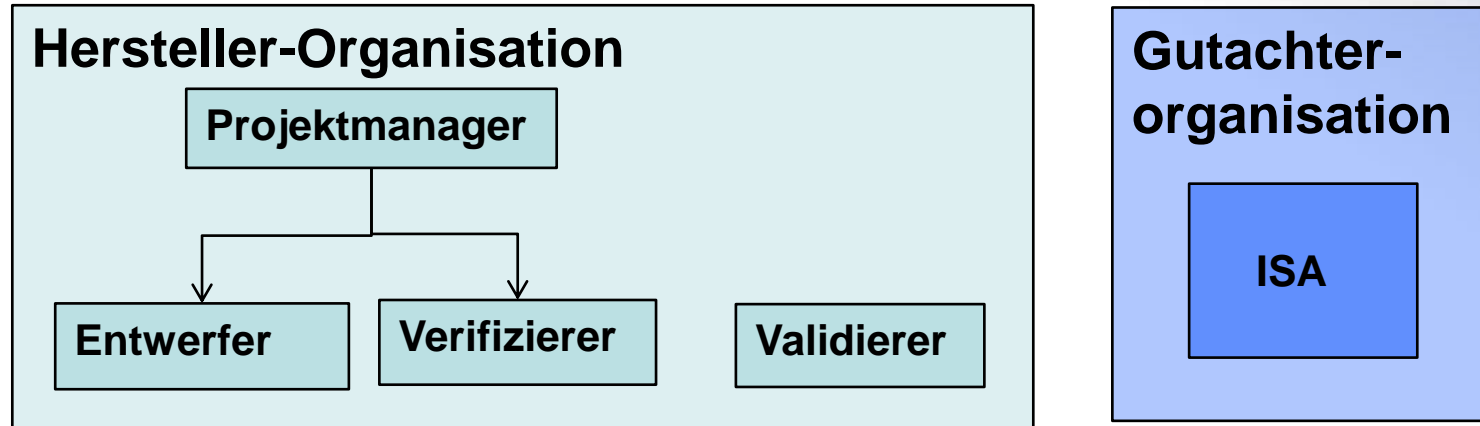 Hersteller-Organisation
Projektmanager
Entwerfer
Verifizierer
Validierer
Gutachter-
organisation
ISA